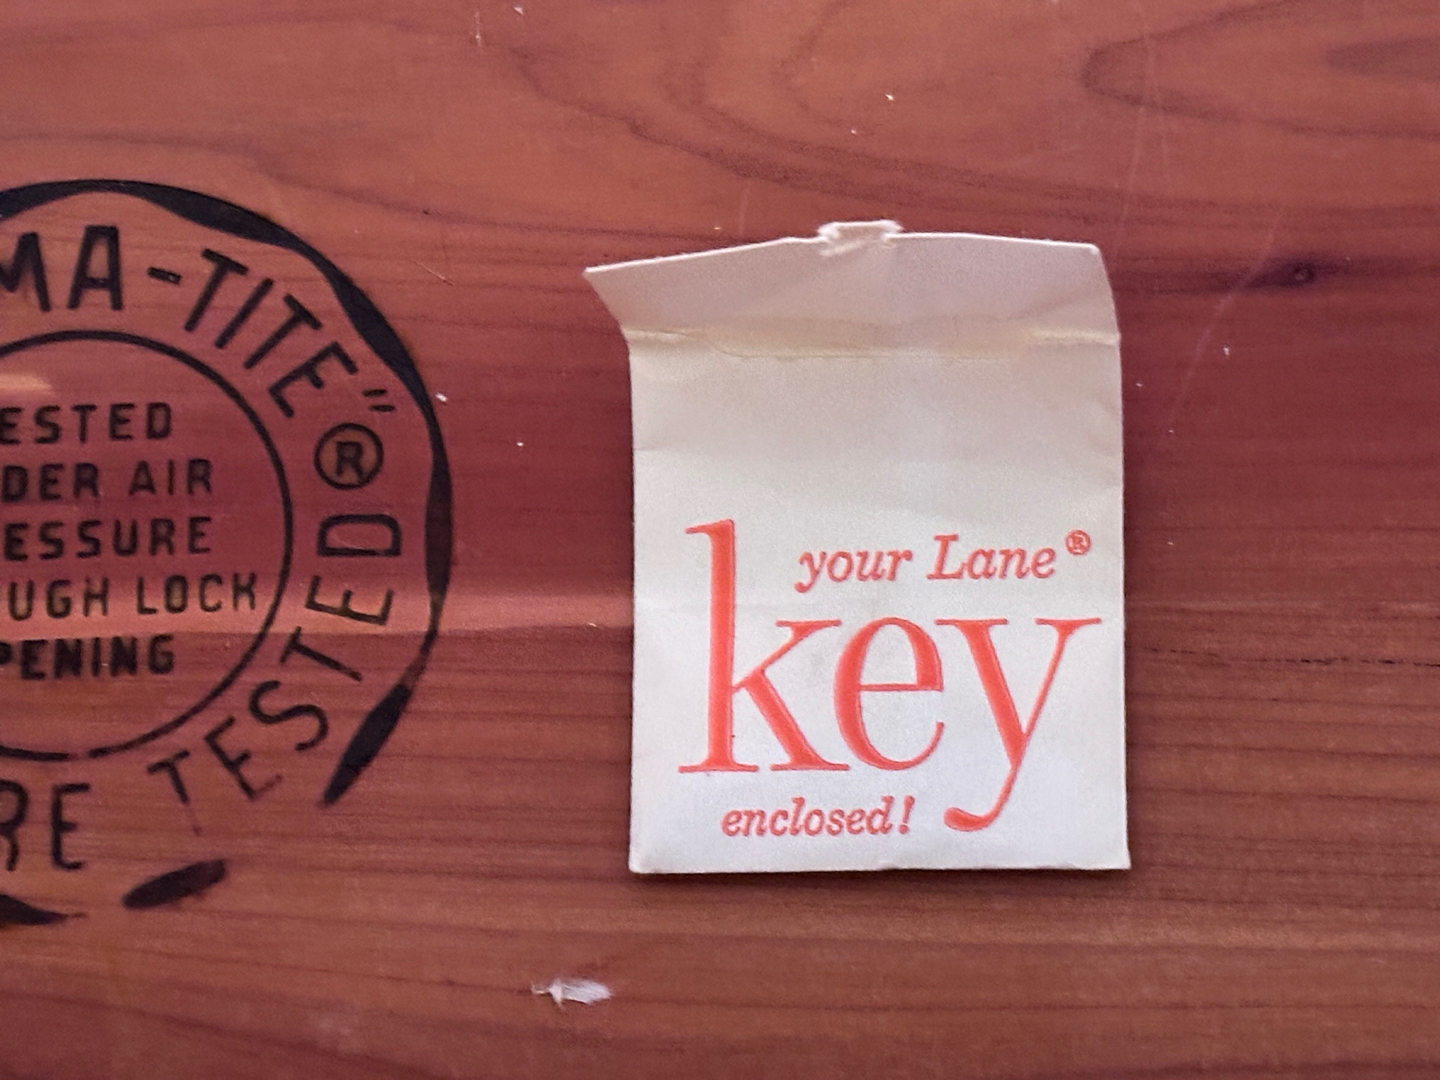 MA-TITE"®
ESTED
DER AIR
ESSURE
UGH LOCK
PENING
RE TESTED
your Lane®
key
enclosed!